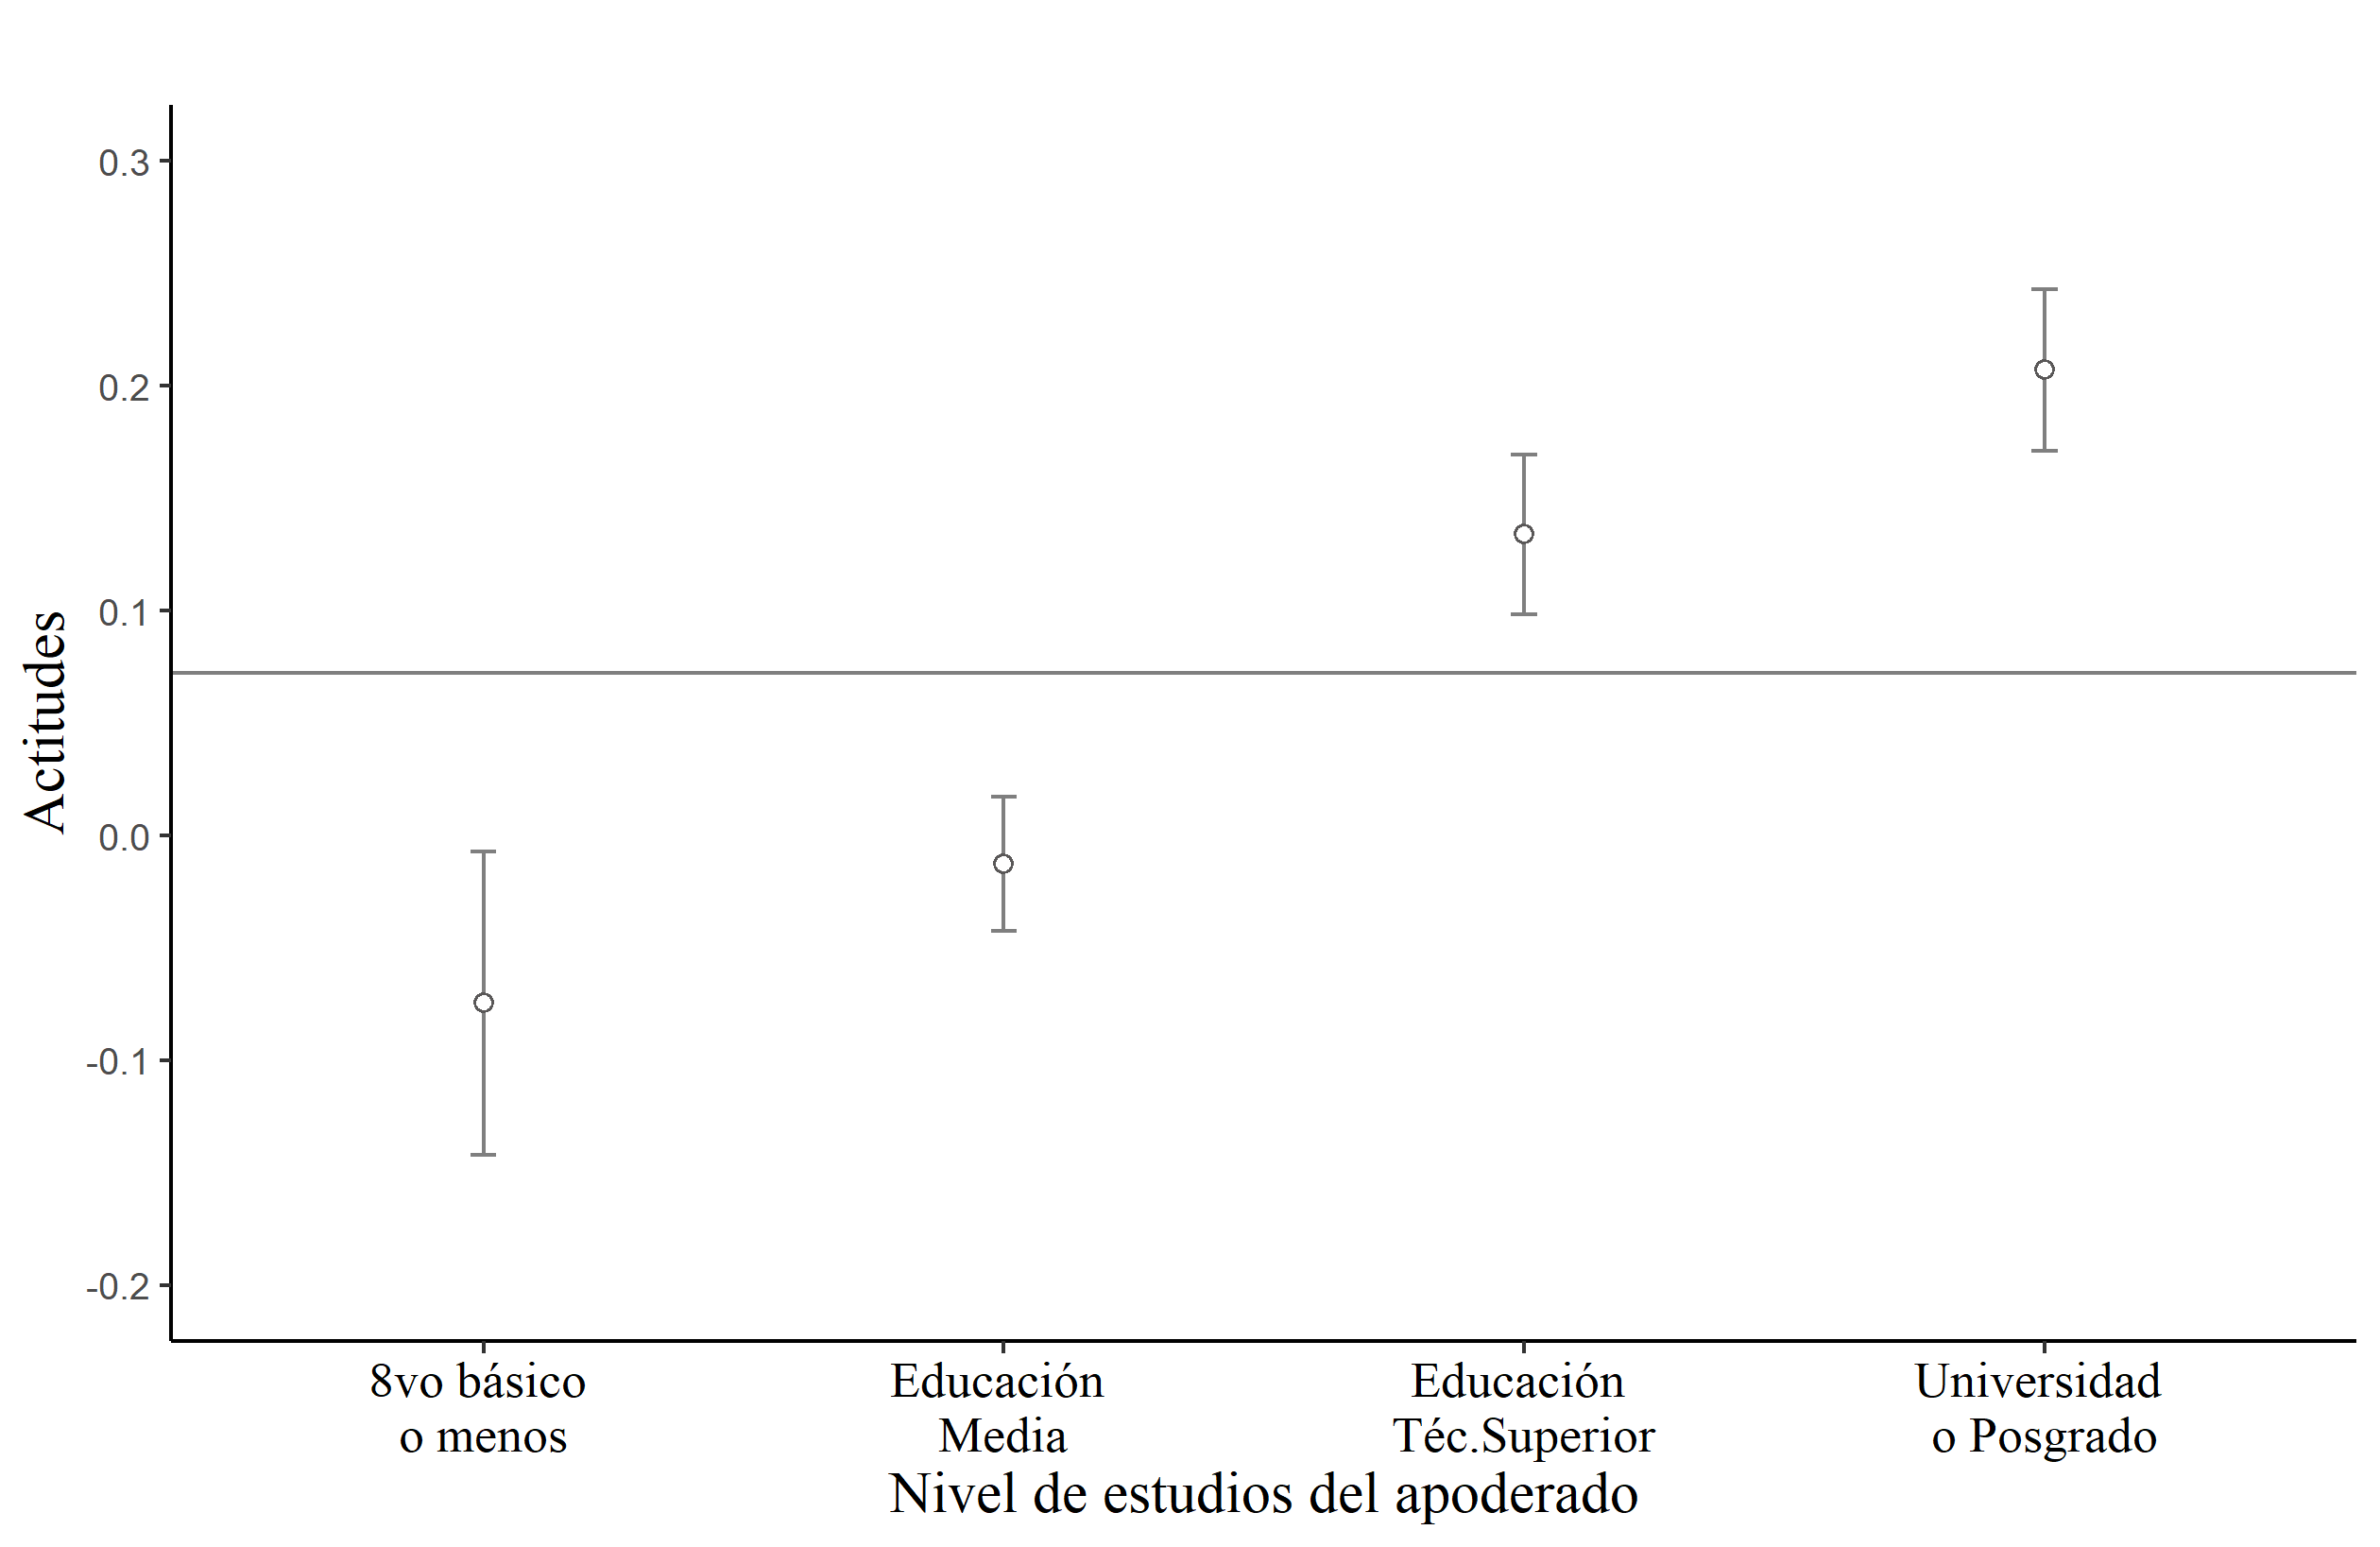 0.3
0.2
0.1
0.0
-0.1
-0.2
Actitudes
8vo básico
o menos
Educación
Media
Educación
Téc.Superior
Universidad
o Posgrado
Nivel de estudios del apoderado